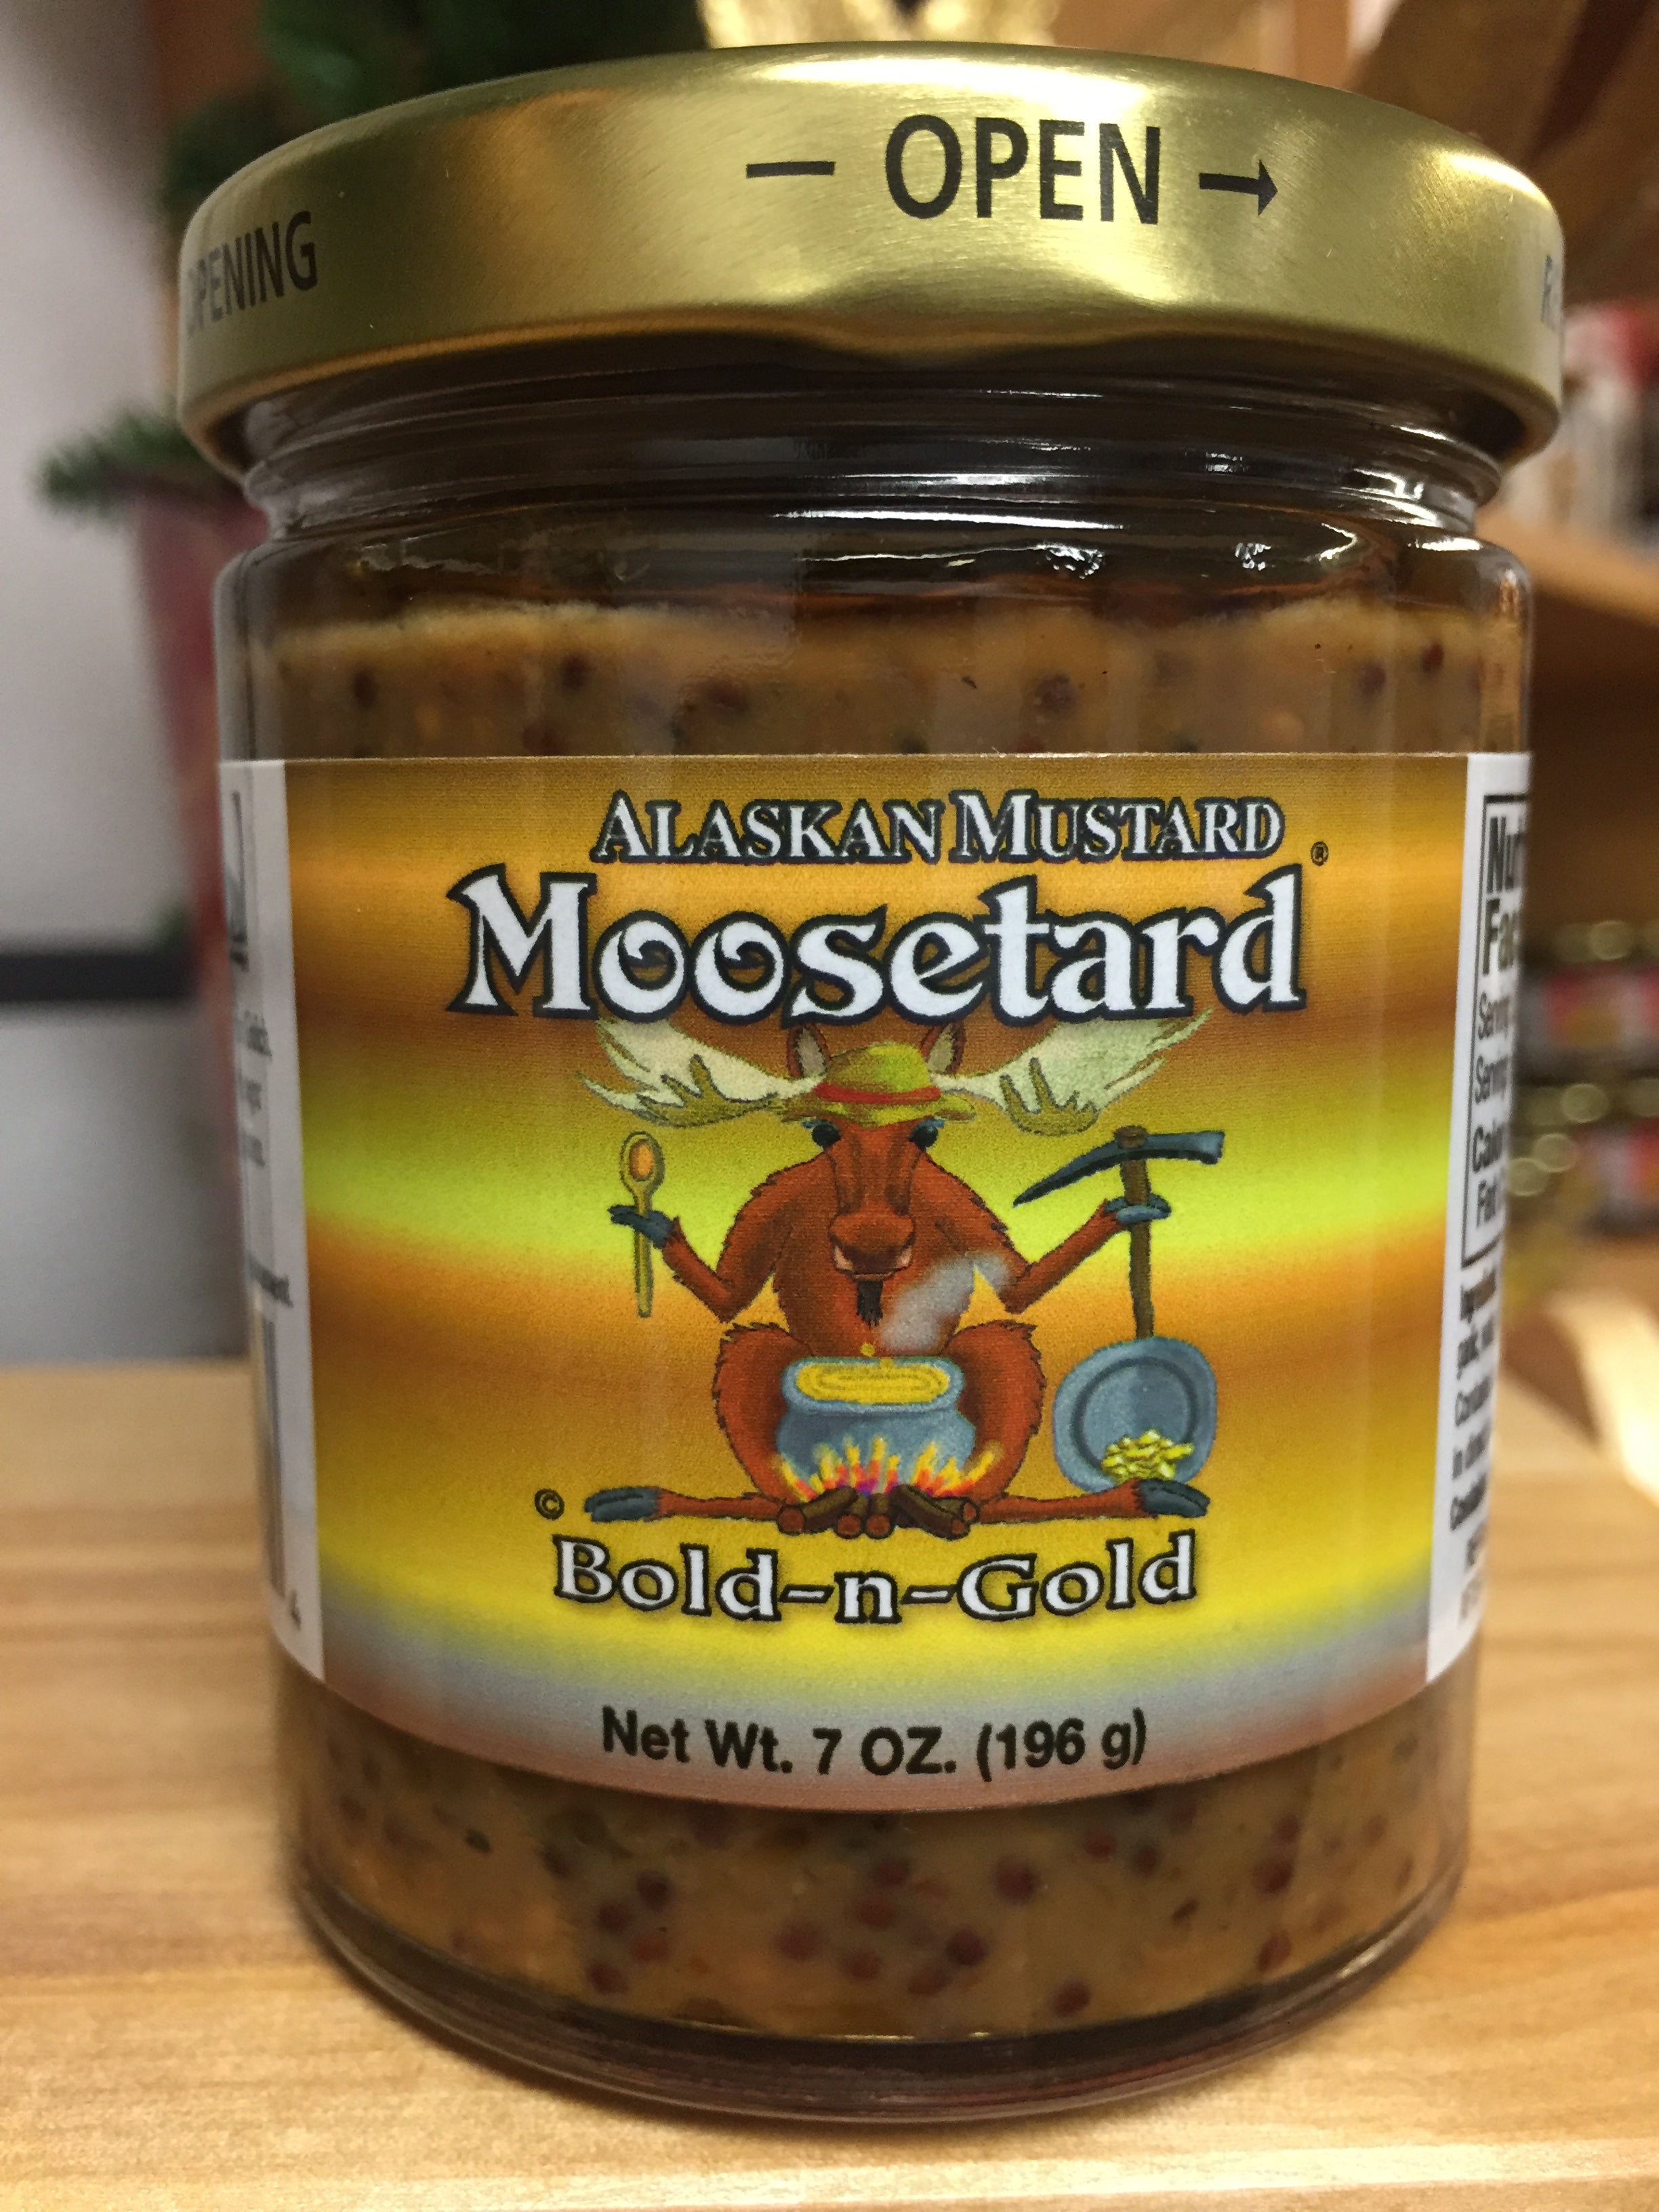 OPENING
— OPEN →
ALASKAN MUSTARD
Moosetard ®
©
Bold-n-Gold
Net Wt. 7 OZ. (196 g)